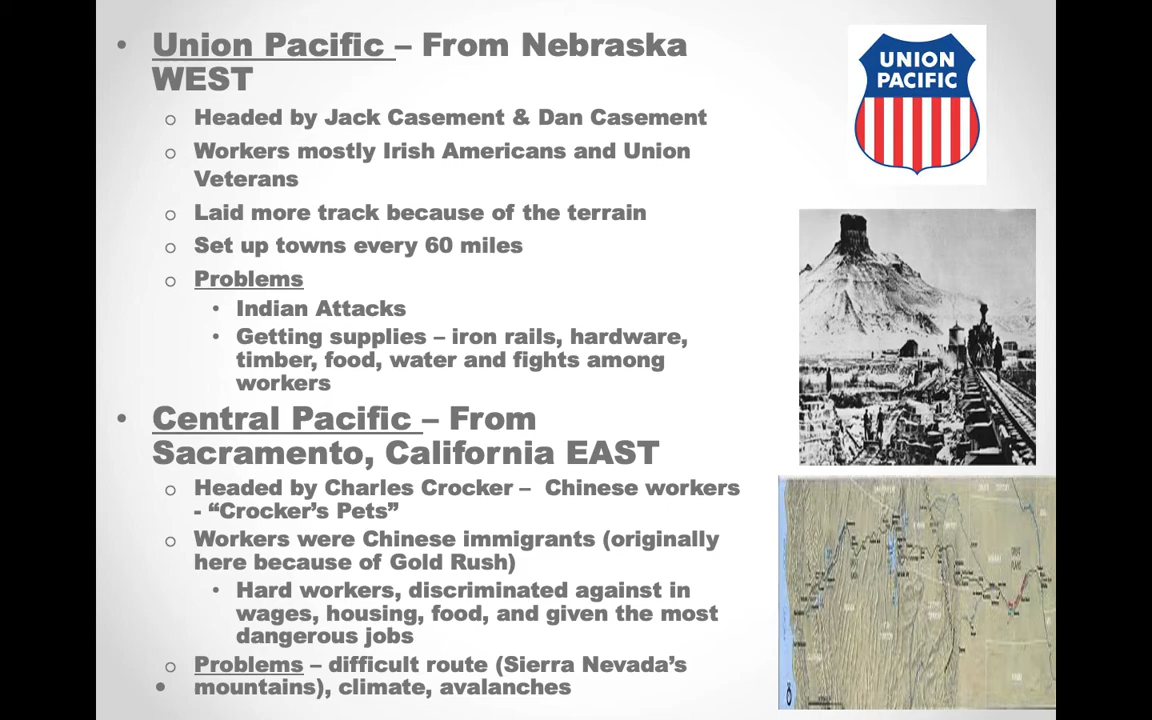 • Union Pacific – From Nebraska
WEST
o Headed by Jack Casement & Dan Casement
o Workers mostly Irish Americans and Union
Veterans
o Laid more track because of the terrain
o Set up towns every 60 miles
o Problems
• Indian Attacks
• Getting supplies – iron rails, hardware,
timber, food, water and fights among
workers
• Central Pacific – From
Sacramento, California EAST
o Headed by Charles Crocker – Chinese workers
- “Crocker’s Pets”
o Workers were Chinese immigrants (originally
here because of Gold Rush)
• Hard workers, discriminated against in
wages, housing, food, and given the most
dangerous jobs
o Problems – difficult route (Sierra Nevada’s
• mountains), climate, avalanches
UNION
PACIFIC